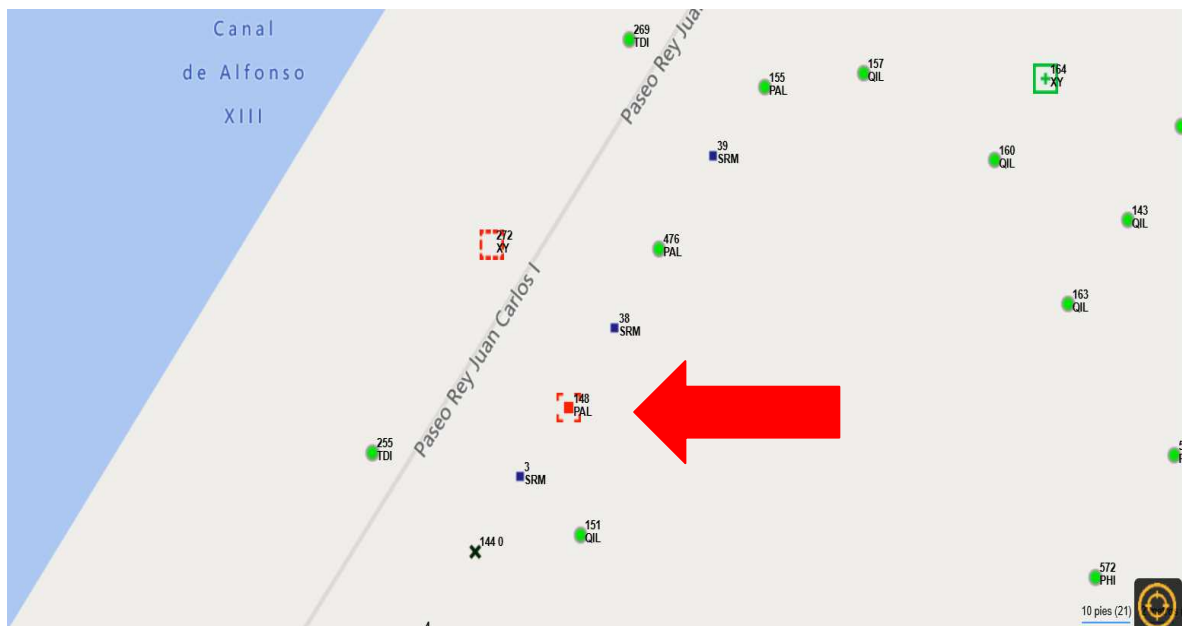 Canal
de Alfonso
XIII
269
TDI
Paseo Rey Juan
155
PAL
157
QIL
164
XY
39
SRM
160
QIL
143
QIL
272
XY
476
PAL
163
QIL
38
SRM
Paseo Rey Juan Carlos I
148
PAL
255
TDI
3
SRM
151
QIL
144 0
572
PHI
10 pies (21)